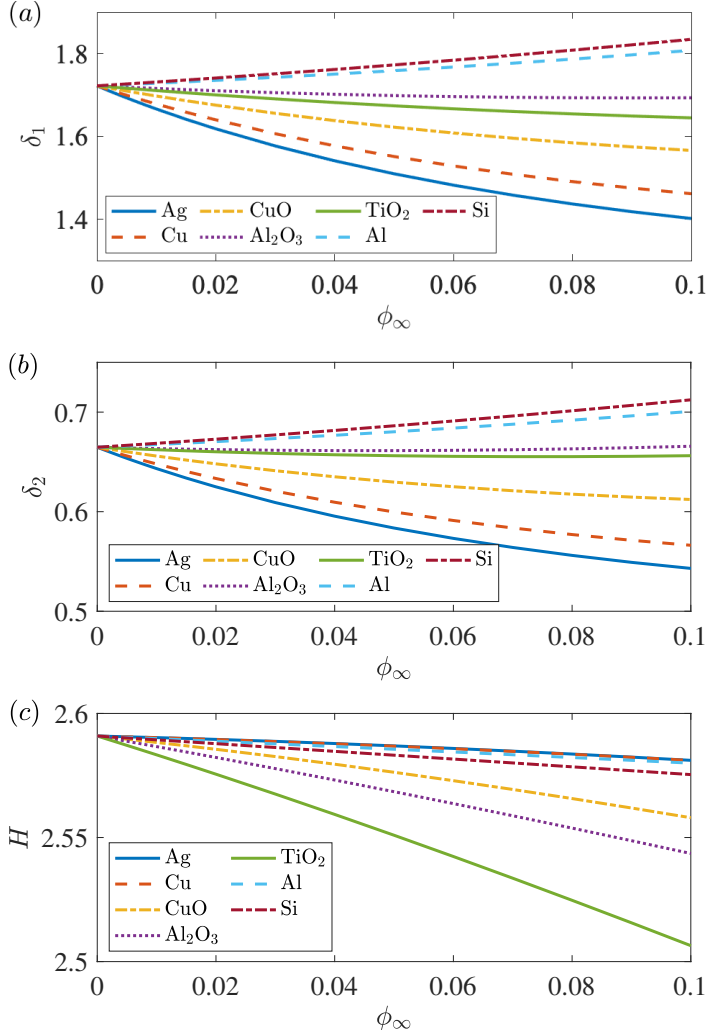 (a)
1.8
1.6
1.4
δ₁
Ag CuO TiO₂ Si
Cu Al₂O₃ Al
0 0.02 0.04 0.06 0.08 0.1
ϕ∞
(b)
0.7
0.6
0.5
δ₂
Ag CuO TiO₂ Si
Cu Al₂O₃ Al
0 0.02 0.04 0.06 0.08 0.1
ϕ∞
(c)
2.6
2.55
2.5
H
Ag TiO₂
Cu Al
CuO Si
Al₂O₃
0 0.02 0.04 0.06 0.08 0.1
ϕ∞